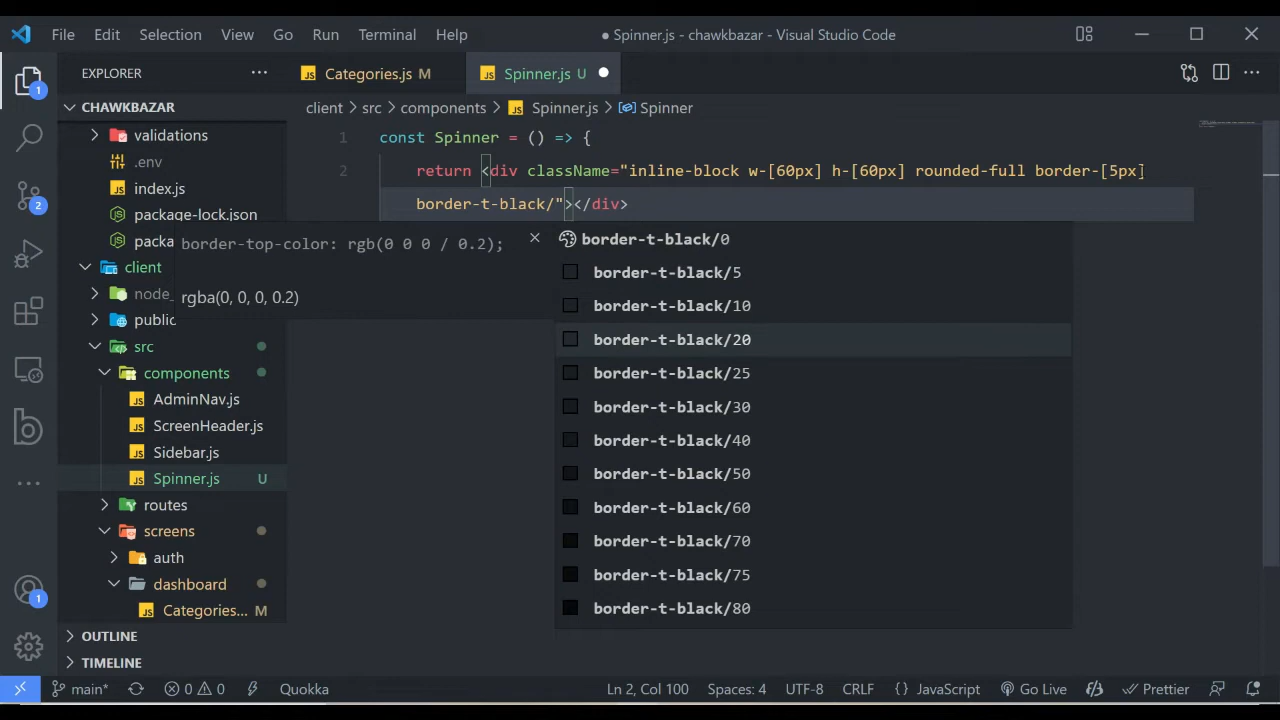 File Edit Selection View Go Run Terminal Help
● Spinner.js - chawkbazar - Visual Studio Code
EXPLORER
Categories.js M
Spinner.js U
CHAWKBAZAR
client > src > components > Spinner.js > Spinner
validations
.env
index.js
package-lock.json
packa
client
node_
public
src
components
AdminNav.js
ScreenHeader.js
Sidebar.js
Spinner.js U
routes
screens
auth
dashboard
Categories... M
OUTLINE
TIMELINE
1 const Spinner = () => {
2 return <div className="inline-block w-[60px] h-[60px] rounded-full border-[5px]
border-t-black/"></div>
border-top-color: rgb(0 0 0 / 0.2);
rgba(0, 0, 0, 0.2)
border-t-black/0
border-t-black/5
border-t-black/10
border-t-black/20
border-t-black/25
border-t-black/30
border-t-black/40
border-t-black/50
border-t-black/60
border-t-black/70
border-t-black/75
border-t-black/80
1
2
1
main* 0 0 Quokka Ln 2, Col 100 Spaces: 4 UTF-8 CRLF {} JavaScript Go Live Prettier